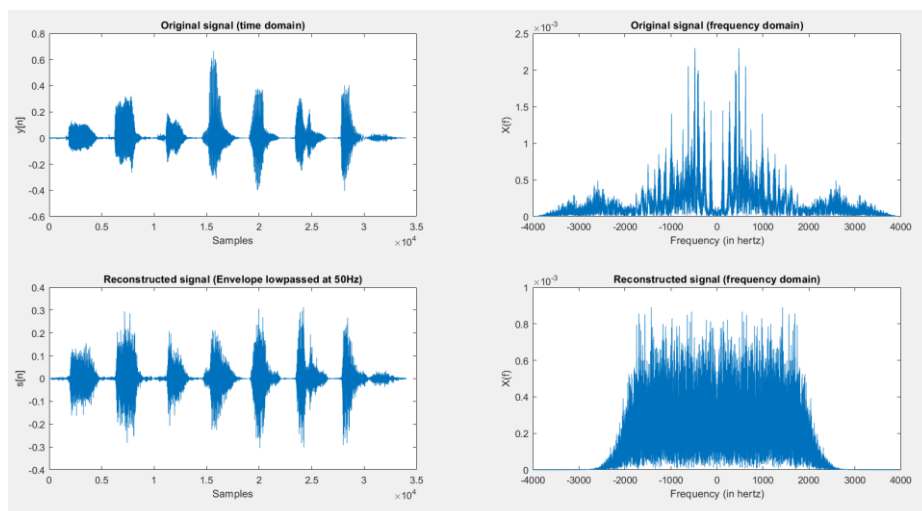 Original signal (time domain)
0.8
0.6
0.4
0.2
0
-0.2
-0.4
-0.6
y[n]
0 0.5 1 1.5 2 2.5 3 3.5
Samples
×10⁴
Original signal (frequency domain)
×10⁻³
2.5
2
1.5
1
0.5
0
X(f)
-4000 -3000 -2000 -1000 0 1000 2000 3000 4000
Frequency (in hertz)
Reconstructed signal (Envelope lowpassed at 50Hz)
0.4
0.3
0.2
0.1
0
-0.1
-0.2
-0.3
-0.4
s[n]
0 0.5 1 1.5 2 2.5 3 3.5
Samples
×10⁴
Reconstructed signal (frequency domain)
×10⁻³
1
0.8
0.6
0.4
0.2
0
X(f)
-4000 -3000 -2000 -1000 0 1000 2000 3000 4000
Frequency (in hertz)